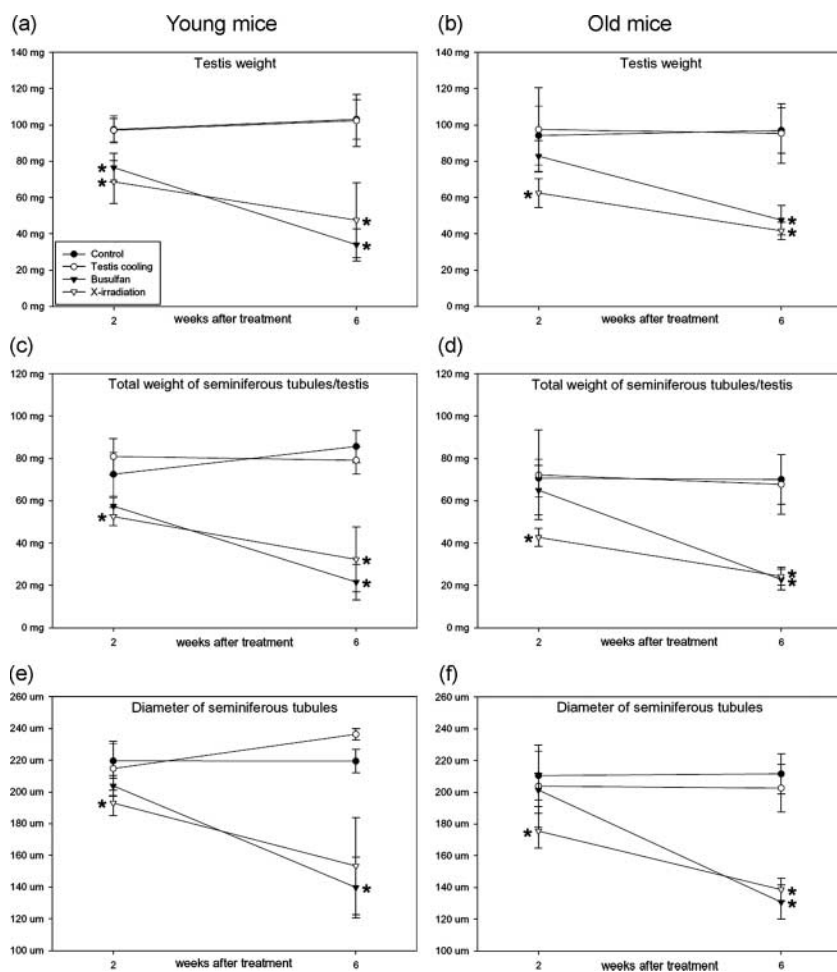 Young mice
Old mice
(a)
Testis weight
140 mg
120 mg
100 mg
80 mg
60 mg
40 mg
20 mg
0 mg
*
*
*
*
Control
Testis cooling
Busulfan
X-irradiation
2
weeks after treatment
6
(b)
Testis weight
140 mg
120 mg
100 mg
80 mg
60 mg
40 mg
20 mg
0 mg
*
*
*
2
weeks after treatment
6
(c)
Total weight of seminiferous tubules/testis
120 mg
100 mg
80 mg
60 mg
40 mg
20 mg
0 mg
*
*
*
2
weeks after treatment
6
(d)
Total weight of seminiferous tubules/testis
120 mg
100 mg
80 mg
60 mg
40 mg
20 mg
0 mg
*
*
*
2
weeks after treatment
6
(e)
Diameter of seminiferous tubules
260 um
240 um
220 um
200 um
180 um
160 um
140 um
120 um
100 um
*
*
2
weeks after treatment
6
(f)
Diameter of seminiferous tubules
260 um
240 um
220 um
200 um
180 um
160 um
140 um
120 um
100 um
*
*
*
2
weeks after treatment
6